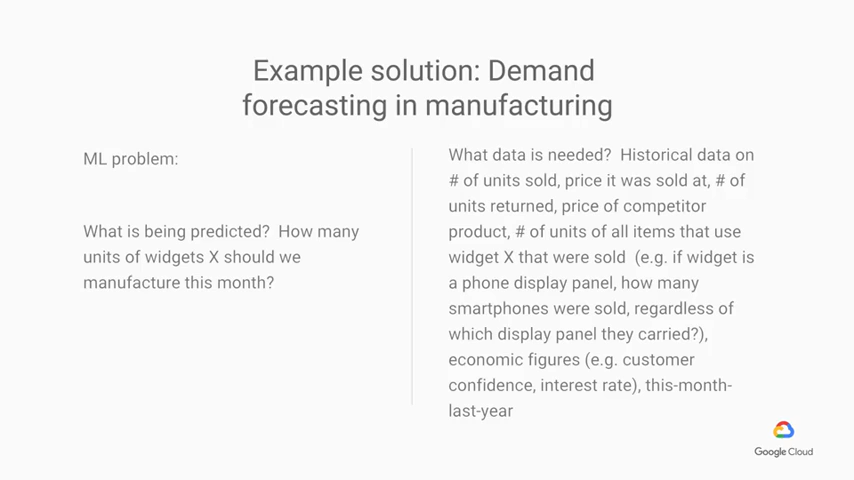 Example solution: Demand
forecasting in manufacturing
ML problem:
What is being predicted?  How many
units of widgets X should we
manufacture this month?
What data is needed?  Historical data on
# of units sold, price it was sold at, # of
units returned, price of competitor
product, # of units of all items that use
widget X that were sold  (e.g. if widget is
a phone display panel, how many
smartphones were sold, regardless of
which display panel they carried?),
economic figures (e.g. customer
confidence, interest rate), this-month-
last-year
Google Cloud